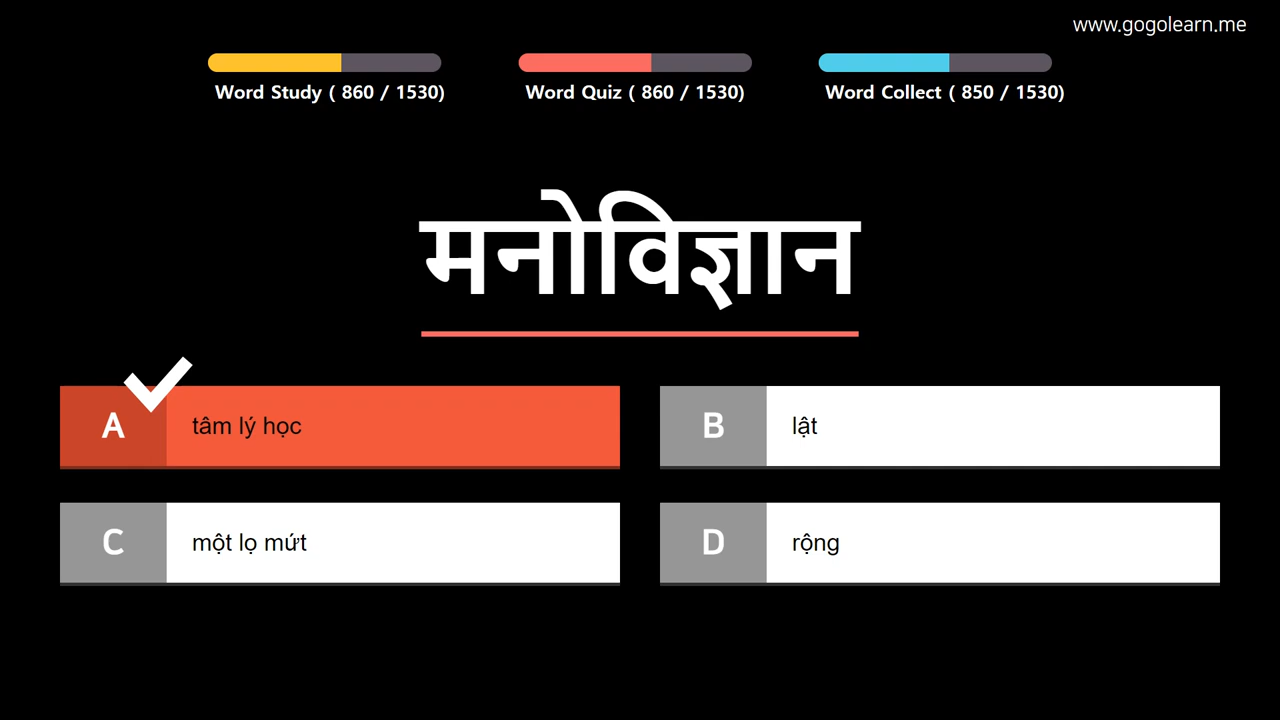 www.gogolearn.me
Word Study ( 860 / 1530)
Word Quiz ( 860 / 1530)
Word Collect ( 850 / 1530)
मनोविज्ञान
A
tâm lý học
B
lật
C
một lọ mứt
D
rộng